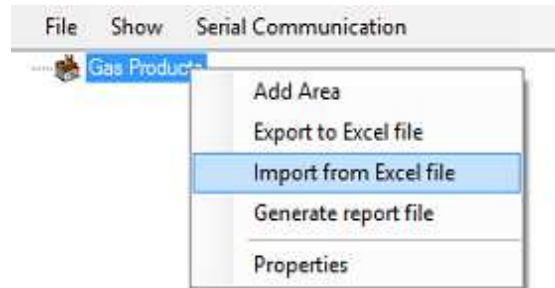 File Show Serial Communication
Gas Products
Add Area
Export to Excel file
Import from Excel file
Generate report file
Properties